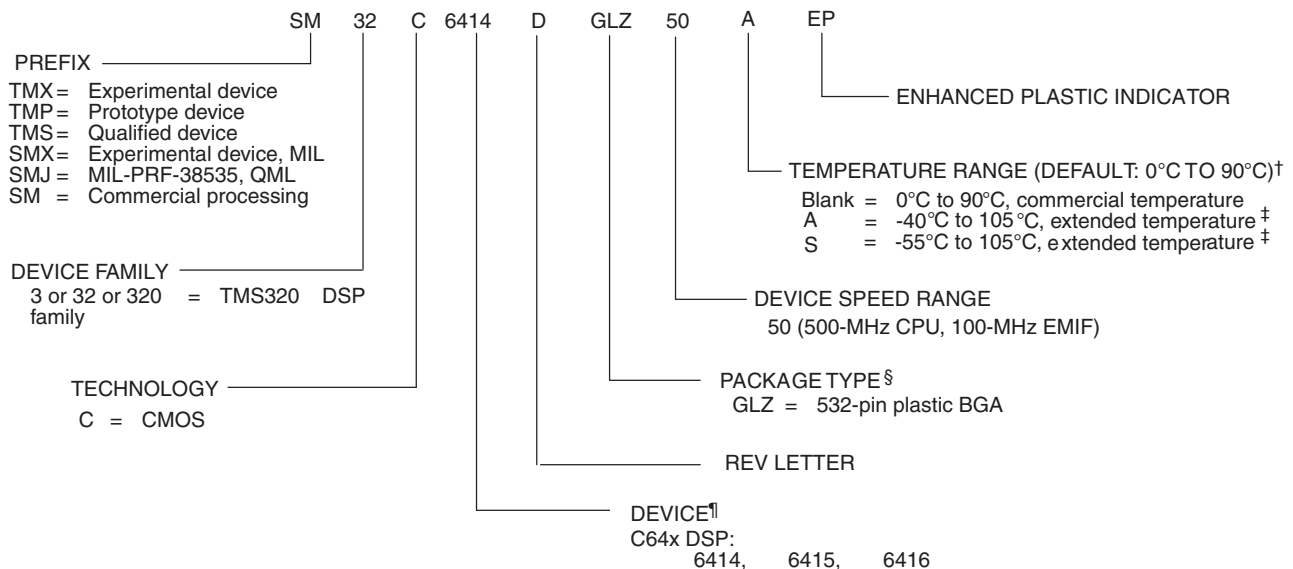 SM 32 C 6414 D GLZ 50 A EP
PREFIX
TMX = Experimental device
TMP = Prototype device
TMS = Qualified device
SMX = Experimental device, MIL
SMJ = MIL-PRF-38535, QML
SM = Commercial processing
ENHANCED PLASTIC INDICATOR
TEMPERATURE RANGE (DEFAULT: 0°C TO 90°C)†
Blank = 0°C to 90°C, commercial temperature
A = -40°C to 105°C, extended temperature ‡
S = -55°C to 105°C, extended temperature ‡
DEVICE FAMILY
3 or 32 or 320 = TMS320 DSP
family
DEVICE SPEED RANGE
50 (500-MHz CPU, 100-MHz EMIF)
TECHNOLOGY
C = CMOS
PACKAGE TYPE§
GLZ = 532-pin plastic BGA
REV LETTER
DEVICE¶
C64x DSP:
6414, 6415, 6416